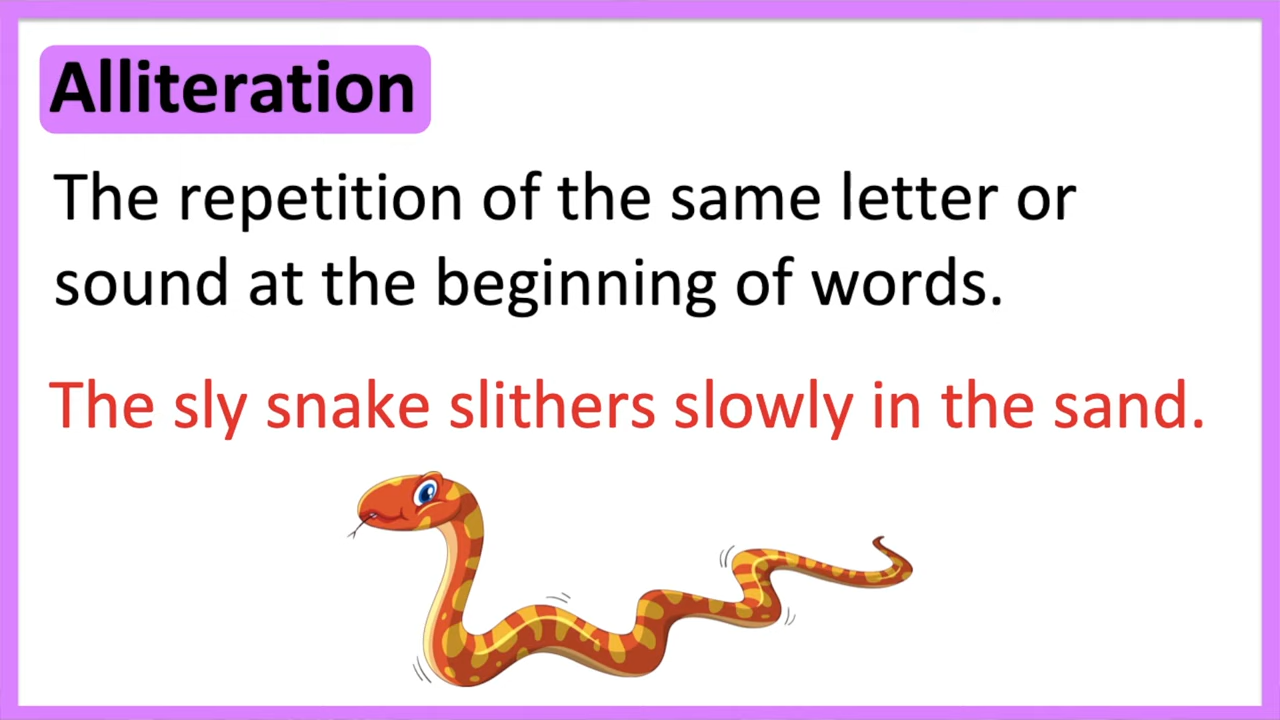 Alliteration
The repetition of the same letter or
sound at the beginning of words.
The sly snake slithers slowly in the sand.